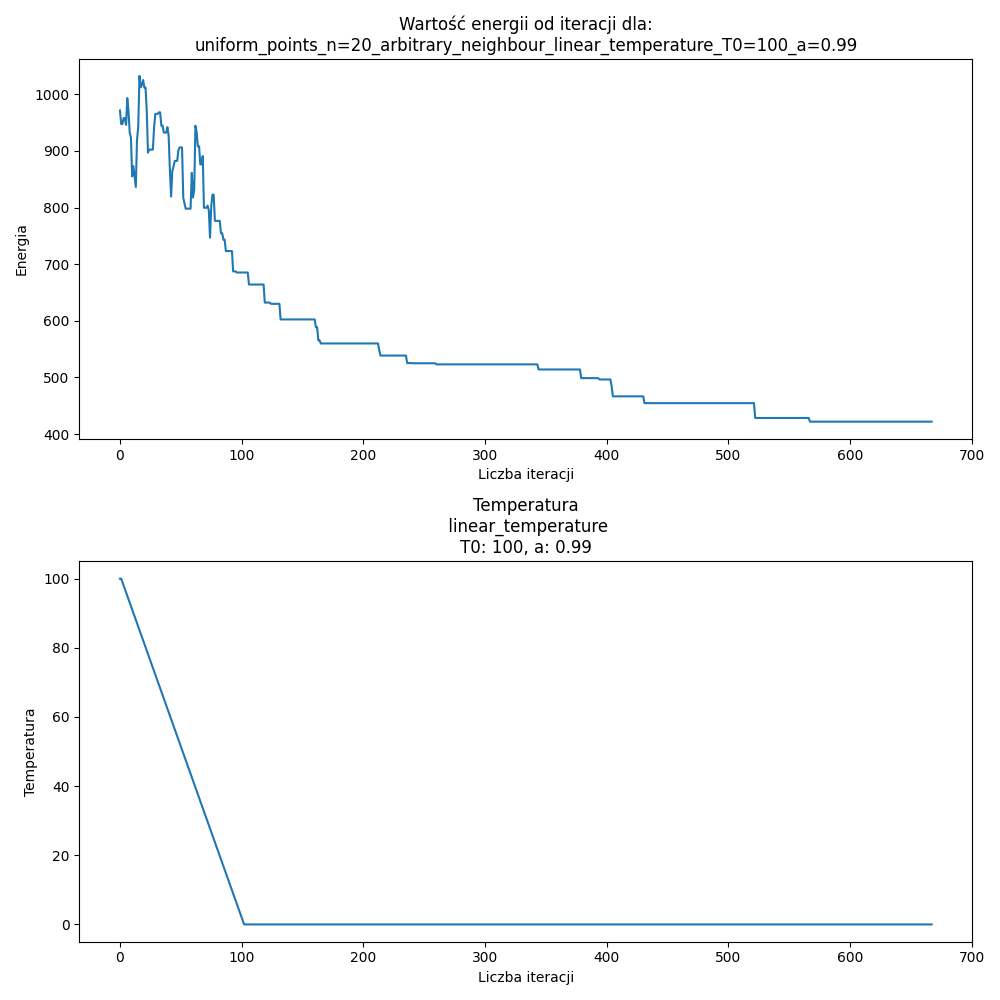 Wartość energii od iteracji dla:
uniform_points_n=20_arbitrary_neighbour_linear_temperature_T0=100_a=0.99
1000
900
800
700
600
500
400
Energia
0 100 200 300 400 500 600 700
Liczba iteracji
Temperatura
linear_temperature
T0: 100, a: 0.99
100
80
60
40
20
0
Temperatura
0 100 200 300 400 500 600 700
Liczba iteracji